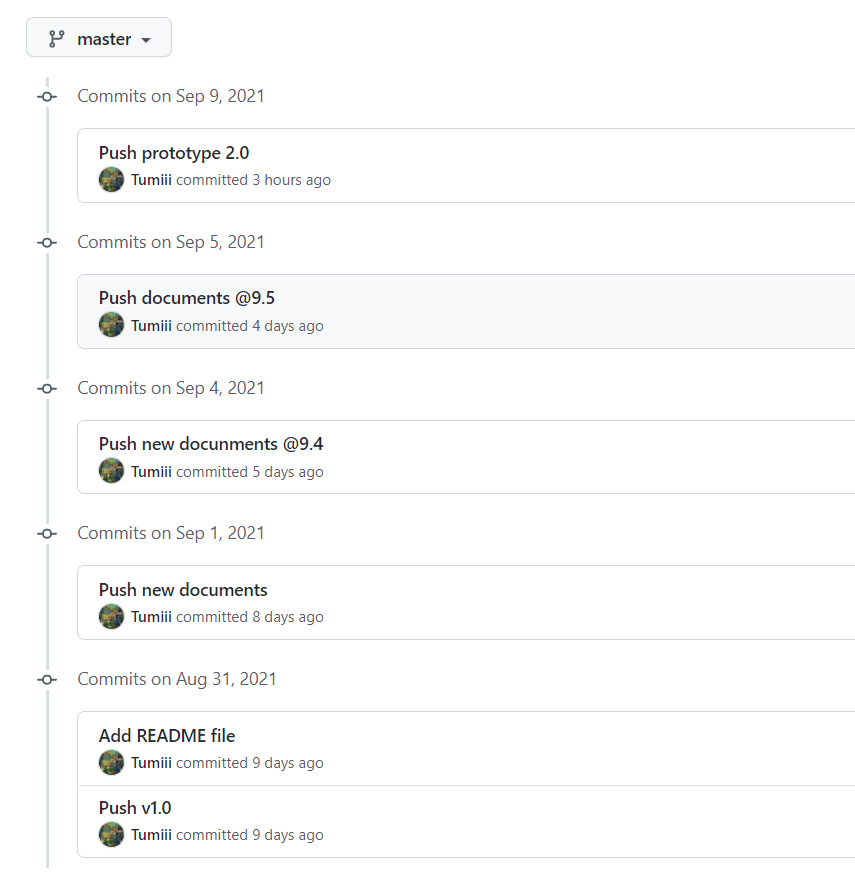 master
Commits on Sep 9, 2021
Push prototype 2.0
Tumiii committed 3 hours ago
Commits on Sep 5, 2021
Push documents @9.5
Tumiii committed 4 days ago
Commits on Sep 4, 2021
Push new docunments @9.4
Tumiii committed 5 days ago
Commits on Sep 1, 2021
Push new documents
Tumiii committed 8 days ago
Commits on Aug 31, 2021
Add README file
Tumiii committed 9 days ago
Push v1.0
Tumiii committed 9 days ago